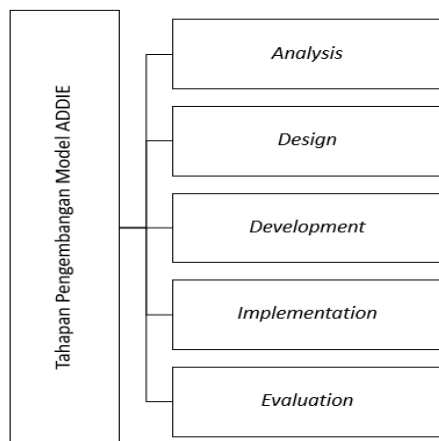 Tahapan Pengembangan Model ADDIE
Analysis
Design
Development
Implementation
Evaluation